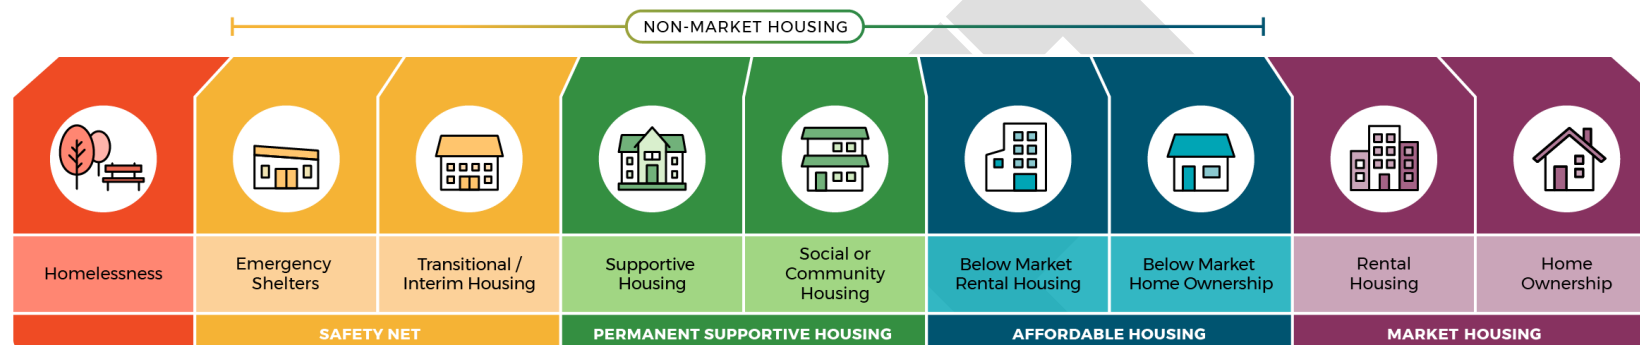 NON-MARKET HOUSING
Homelessness
Emergency
Shelters
Transitional /
Interim Housing
Supportive
Housing
Social or
Community
Housing
Below Market
Rental Housing
Below Market
Home Ownership
Rental
Housing
Home
Ownership
SAFETY NET
PERMANENT SUPPORTIVE HOUSING
AFFORDABLE HOUSING
MARKET HOUSING